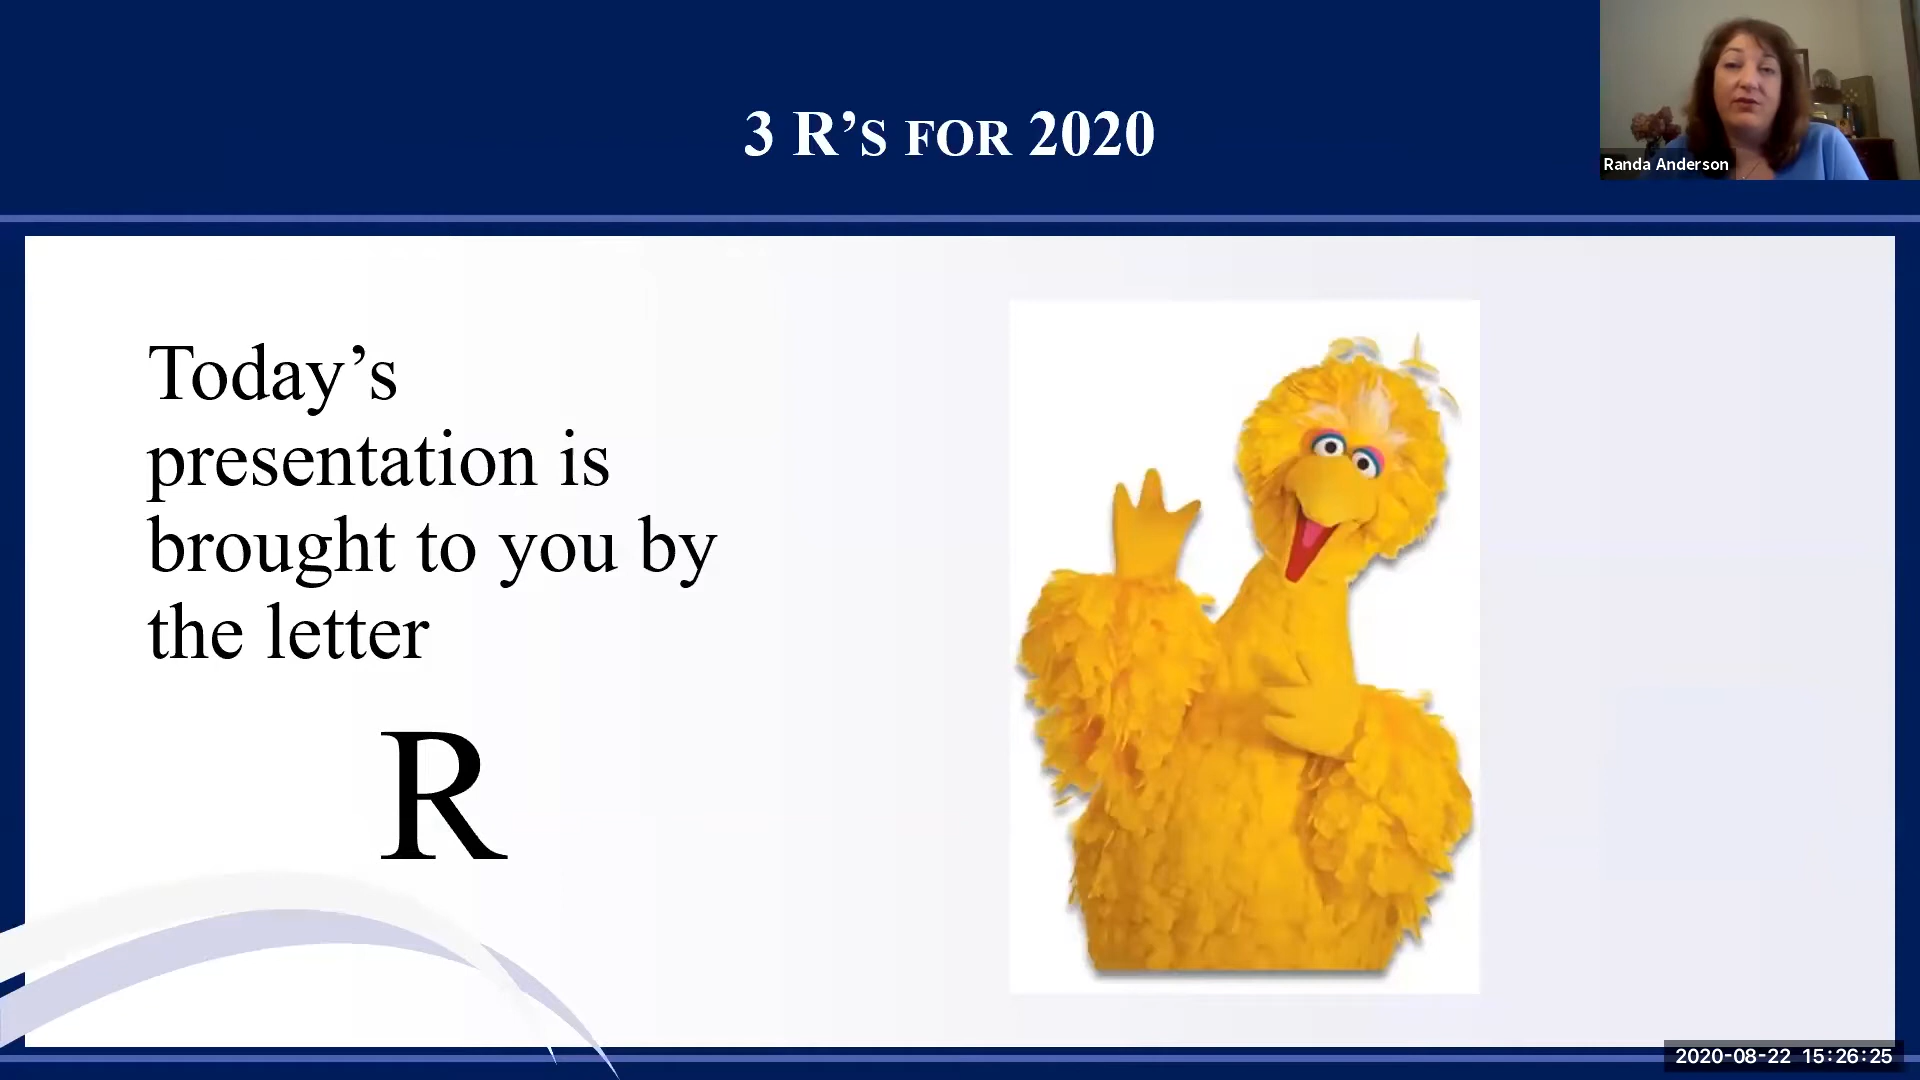 3 R’s for 2020
Randa Anderson
Today’s
presentation is
brought to you by
the letter
R
2020-08-22 15:26:25